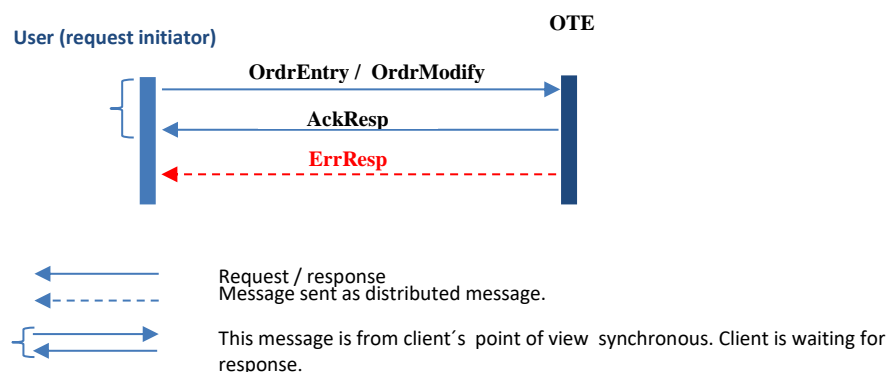 OTE
User (request initiator)
OrdrEntry / OrdrModify
AckResp
ErrResp
Request / response
Message sent as distributed message.
This message is from client´s point of view synchronous. Client is waiting for
response.